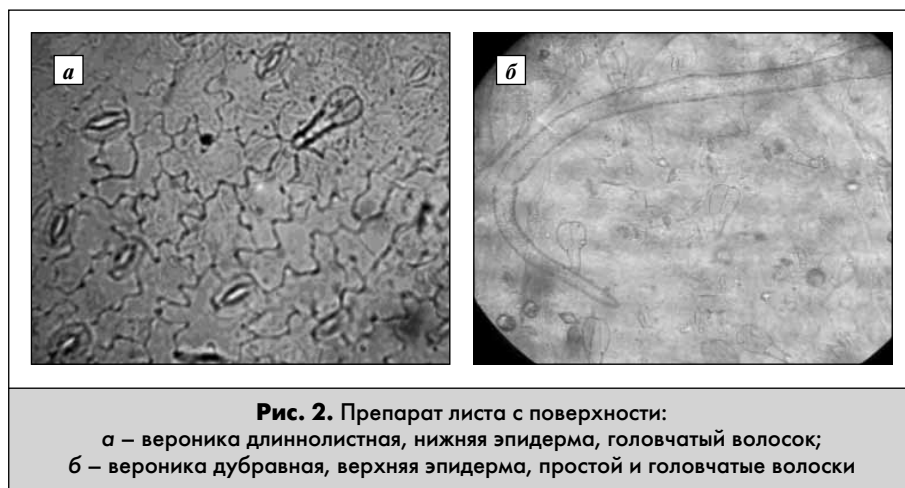 а
б
Рис. 2. Препарат листа с поверхности:
а – вероника длиннолистная, нижняя эпидерма, головчатый волосок;
б – вероника дубравная, верхняя эпидерма, простой и головчатые волоски